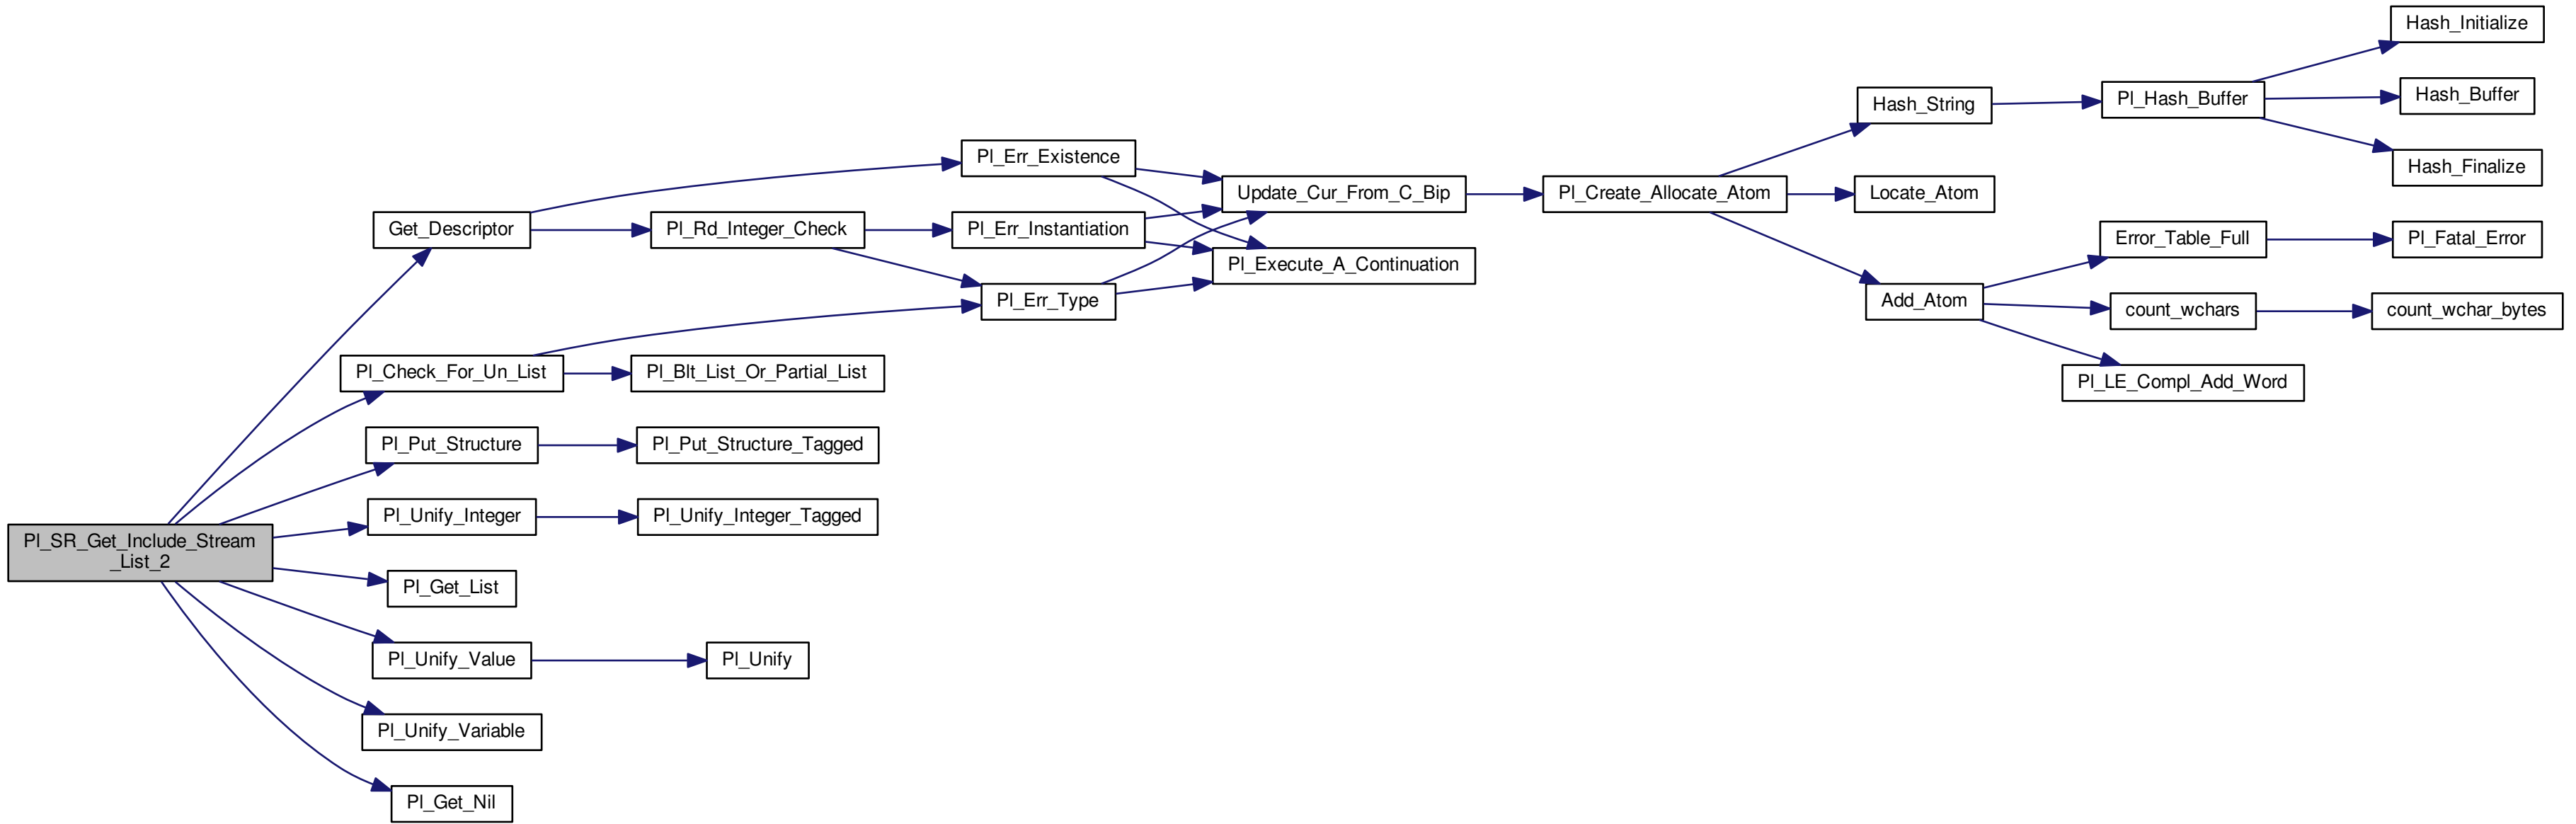 Hash_Initialize
Hash_Buffer
Hash_String
Pl_Hash_Buffer
Hash_Finalize
Pl_Err_Existence
Update_Cur_From_C_Bip
Pl_Create_Allocate_Atom
Locate_Atom
Get_Descriptor
Pl_Rd_Integer_Check
Pl_Err_Instantiation
Pl_Execute_A_Continuation
Error_Table_Full
Pl_Fatal_Error
Pl_Err_Type
Add_Atom
count_wchars
count_wchar_bytes
Pl_Check_For_Un_List
Pl_Blt_List_Or_Partial_List
Pl_LE_Compl_Add_Word
Pl_Put_Structure
Pl_Put_Structure_Tagged
Pl_Unify_Integer
Pl_Unify_Integer_Tagged
Pl_SR_Get_Include_Stream
_List_2
Pl_Get_List
Pl_Unify_Value
Pl_Unify
Pl_Unify_Variable
Pl_Get_Nil